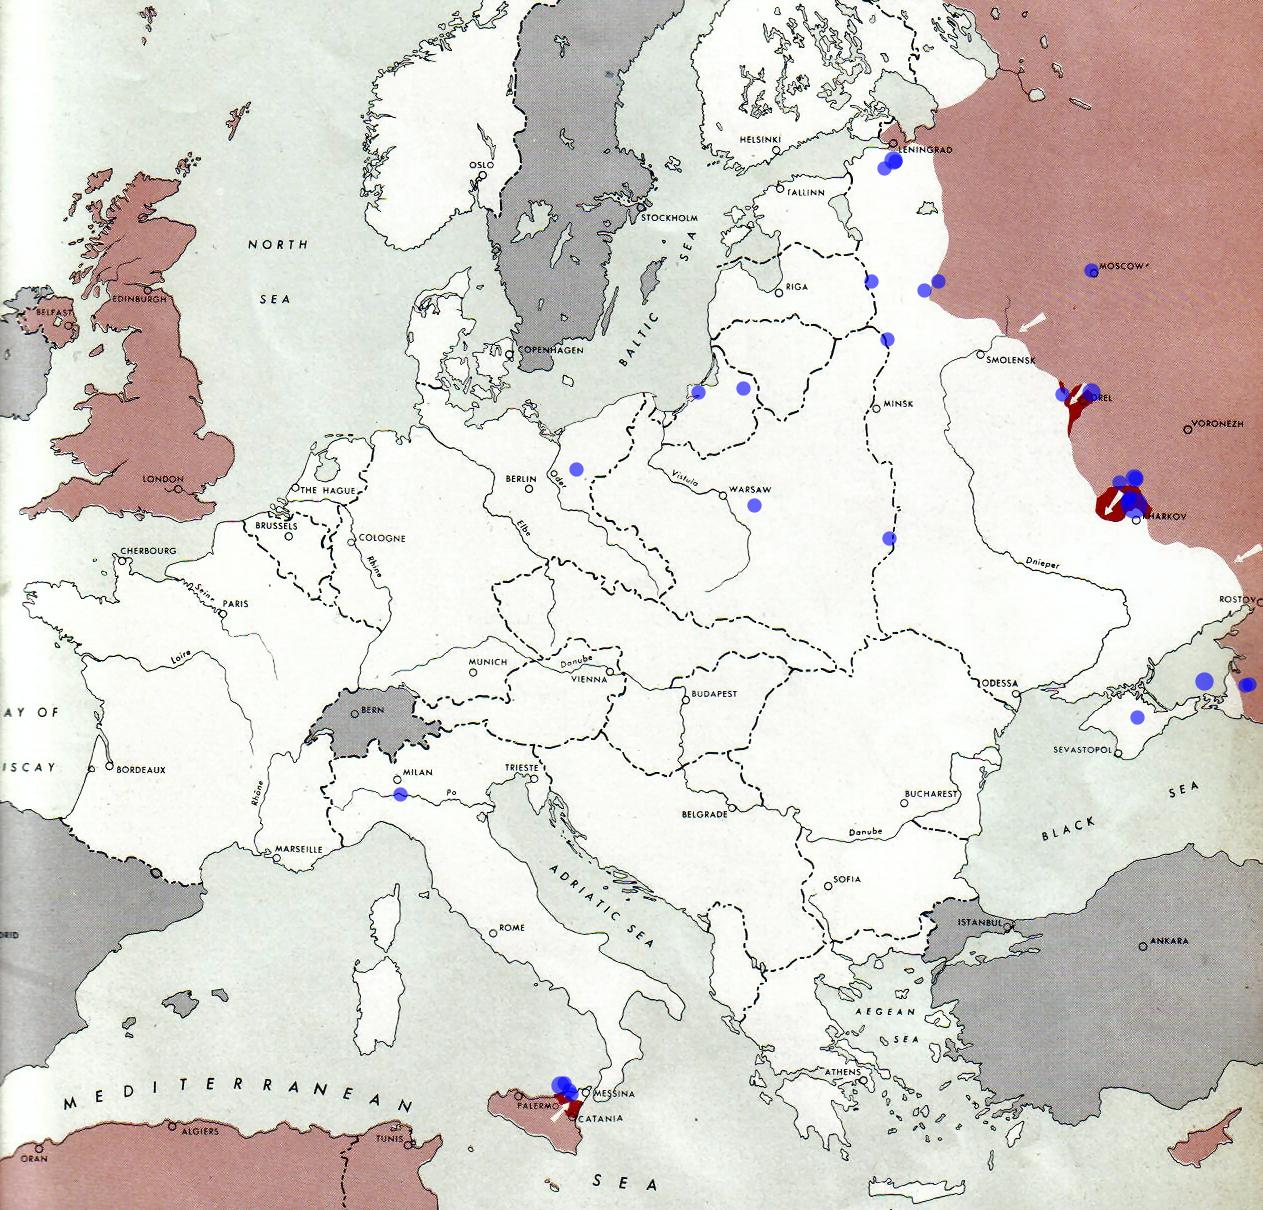 HELSINKI
LENINGRAD
OSLO
TALLINN
STOCKHOLM
NORTH
SEA
BALTIC SEA
MOSCOW
RIGA
EDINBURGH
BELFAST
COPENHAGEN
SMOLENSK
MINSK
OREL
VORONEZH
LONDON
THE HAGUE
BERLIN
Oder
Vistula
WARSAW
KHARKOV
BRUSSELS
Elbe
COLOGNE
Rhine
CHERBOURG
Dnieper
Seine
PARIS
ROSTOV
Loire
MUNICH
Danube
VIENNA
BUDAPEST
ODESSA
BERN
AY OF
ISCAY
SEVASTOPOL
BORDEAUX
MILAN
TRIESTE
Po
Rhône
BUCHAREST
BELGRADE
Danube
BLACK SEA
MARSEILLE
ADRIATIC SEA
SOFIA
ISTANBUL
ANKARA
DRID
ROME
AEGEAN
SEA
ATHENS
MEDITERRANEAN
SEA
MESSINA
PALERMO
CATANIA
ALGIERS
TUNIS
ORAN